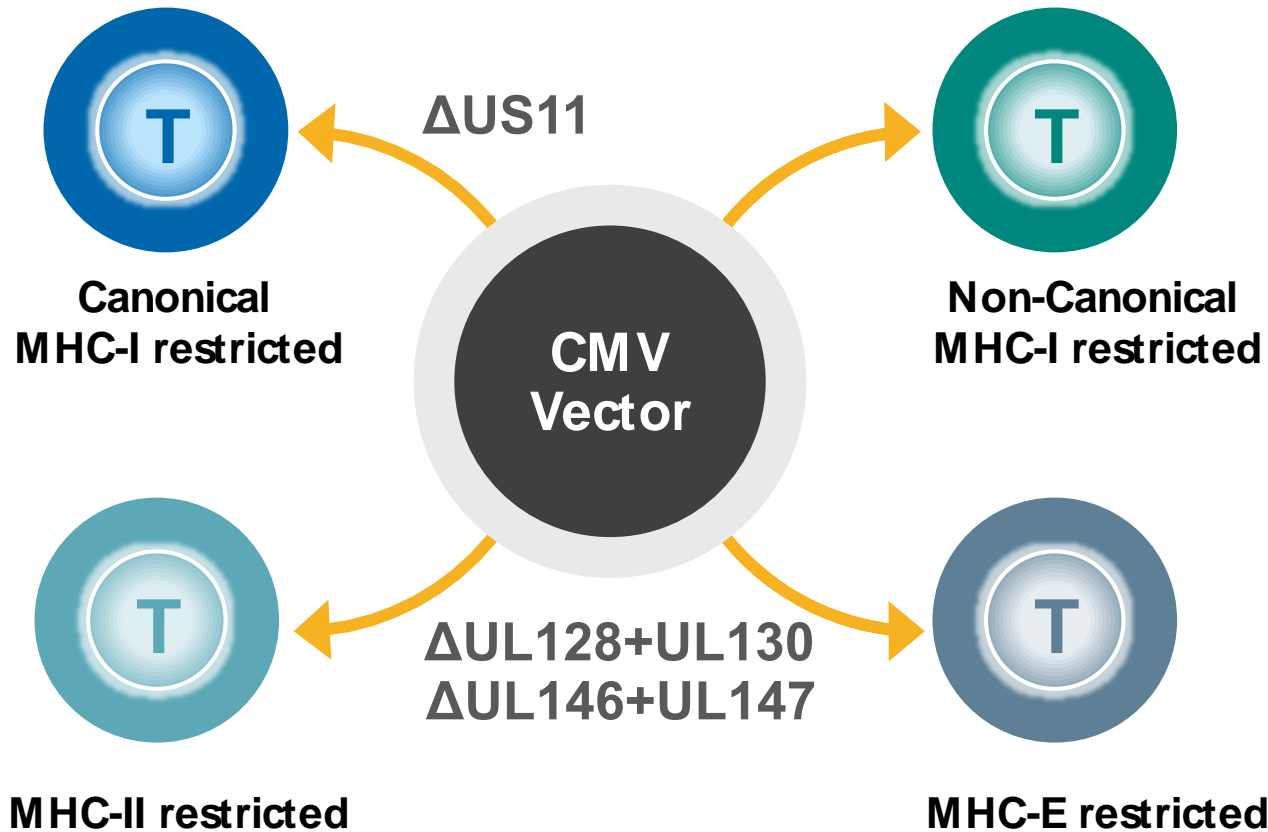 T
ΔUS11
T
Canonical
MHC-I restricted
Non-Canonical
MHC-I restricted
CMV
Vector
T
ΔUL128+UL130
ΔUL146+UL147
T
MHC-II restricted
MHC-E restricted